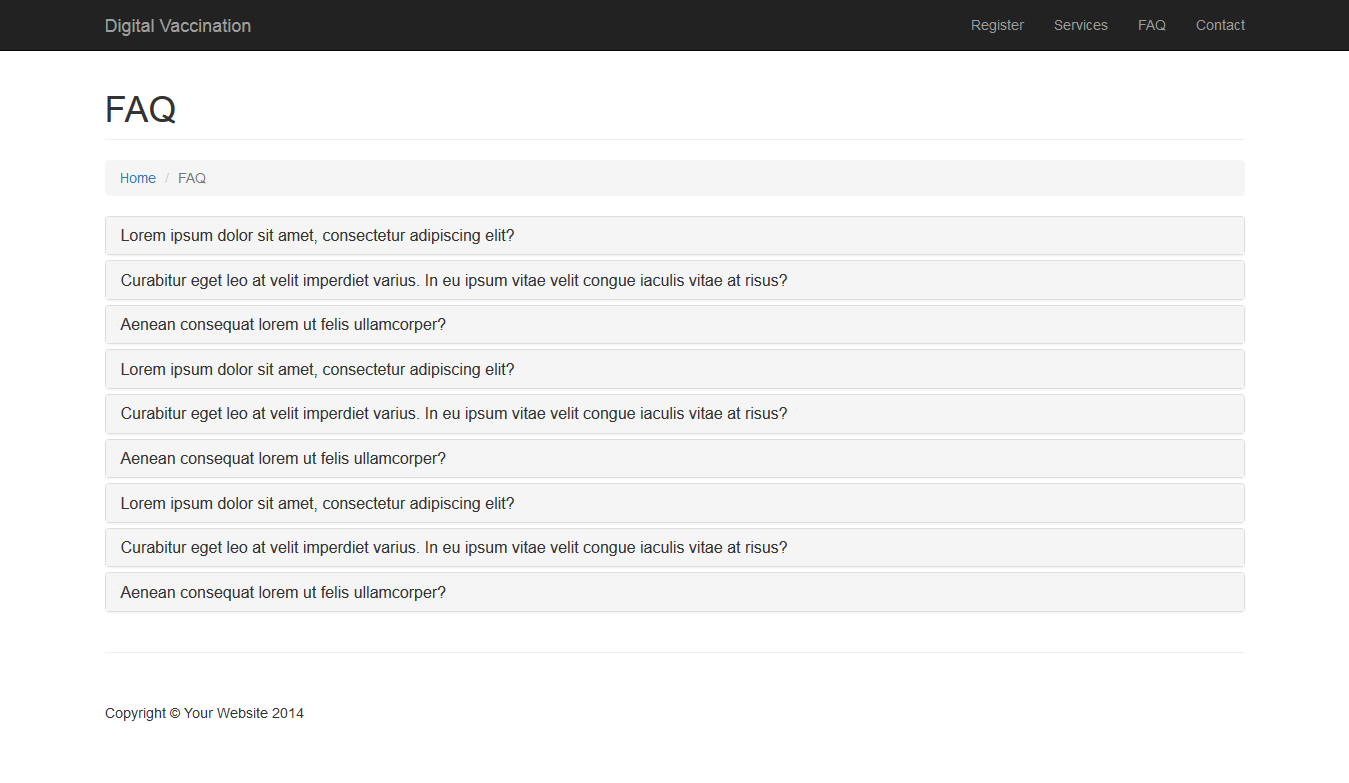 Digital Vaccination Register Services FAQ Contact
FAQ
Home / FAQ
Lorem ipsum dolor sit amet, consectetur adipiscing elit?
Curabitur eget leo at velit imperdiet varius. In eu ipsum vitae velit congue iaculis vitae at risus?
Aenean consequat lorem ut felis ullamcorper?
Lorem ipsum dolor sit amet, consectetur adipiscing elit?
Curabitur eget leo at velit imperdiet varius. In eu ipsum vitae velit congue iaculis vitae at risus?
Aenean consequat lorem ut felis ullamcorper?
Lorem ipsum dolor sit amet, consectetur adipiscing elit?
Curabitur eget leo at velit imperdiet varius. In eu ipsum vitae velit congue iaculis vitae at risus?
Aenean consequat lorem ut felis ullamcorper?
Copyright © Your Website 2014